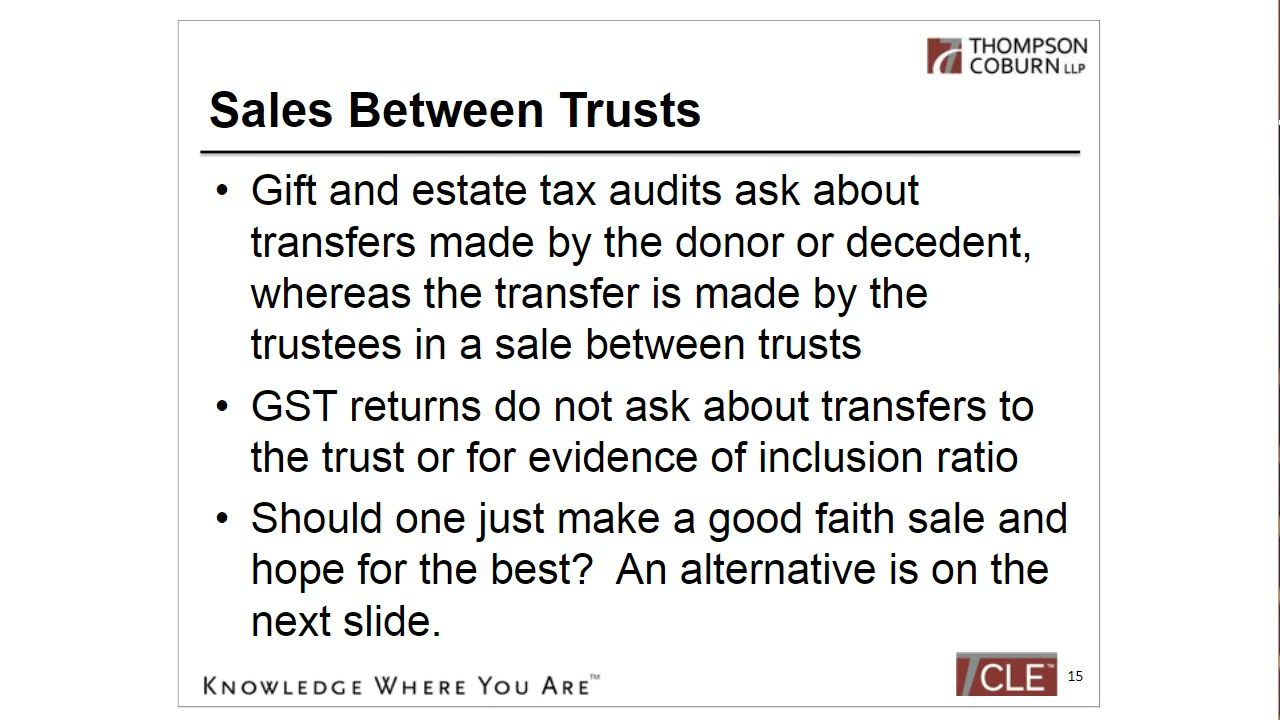 THOMPSON
COBURN LLP
Sales Between Trusts
• Gift and estate tax audits ask about
transfers made by the donor or decedent,
whereas the transfer is made by the
trustees in a sale between trusts
• GST returns do not ask about transfers to
the trust or for evidence of inclusion ratio
• Should one just make a good faith sale and
hope for the best?  An alternative is on the
next slide.
KNOWLEDGE WHERE YOU ARE™
CLE™
15